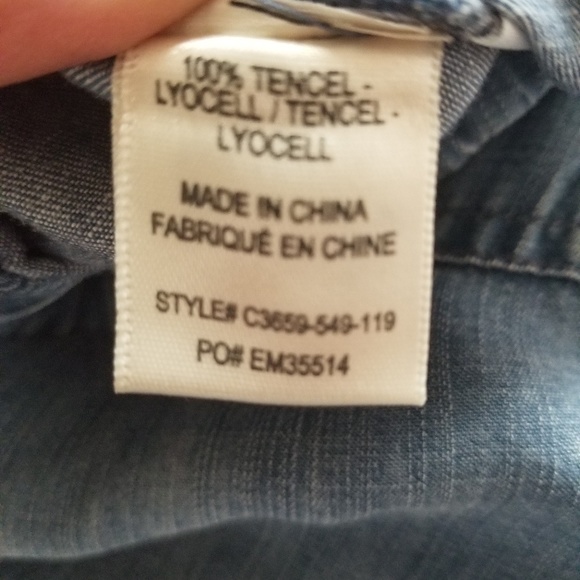 100% TENCEL -
LYOCELL / TENCEL -
LYOCELL
MADE IN CHINA
FABRIQUÉ EN CHINE
STYLE# C3659-549-119
PO# EM35514